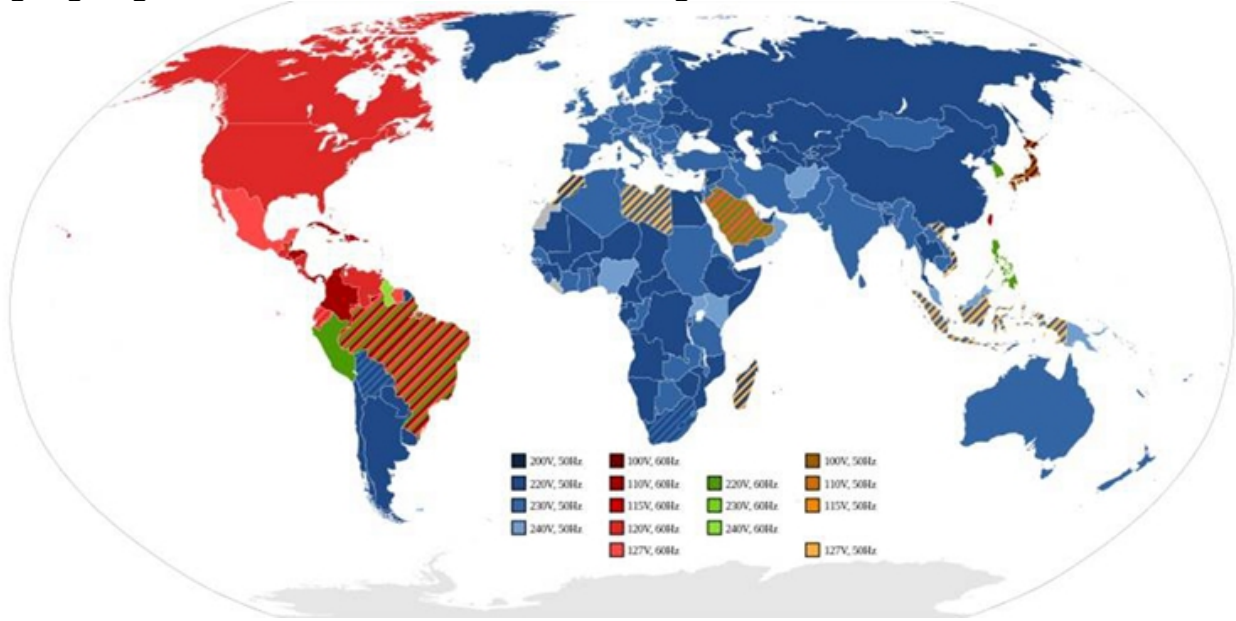 200V, 50Hz
220V, 50Hz
230V, 50Hz
240V, 50Hz
100V, 60Hz
110V, 60Hz
115V, 60Hz
120V, 60Hz
127V, 60Hz
220V, 60Hz
230V, 60Hz
240V, 60Hz
100V, 50Hz
110V, 50Hz
115V, 50Hz
127V, 50Hz